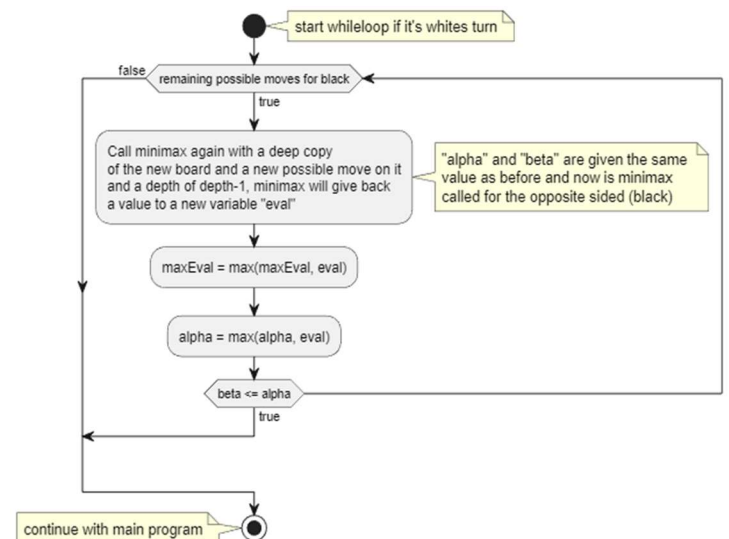 start whileloop if it's whites turn
false
remaining possible moves for black
true
Call minimax again with a deep copy
of the new board and a new possible move on it
and a depth of depth-1, minimax will give back
a value to a new variable "eval"
"alpha" and "beta" are given the same
value as before and now is minimax
called for the opposite sided (black)
maxEval = max(maxEval, eval)
alpha = max(alpha, eval)
beta <= alpha
true
continue with main program